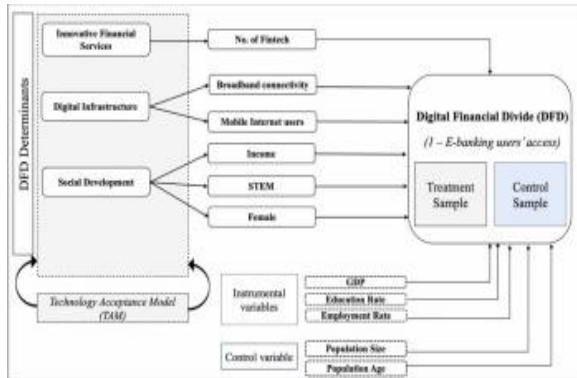 DFD Determinants
Innovative Financial
Services
No. of Fintech
Digital Infrastructure
Broadband connectivity
Mobile Internet users
Social Development
Income
STEM
Female
Digital Financial Divide (DFD)
(1 – E-banking users' access)
Treatment
Sample
Control
Sample
Technology Acceptance Model
(TAM)
Instrumental
variables
GDP
Education Rate
Employment Rate
Control variable
Population Size
Population Age